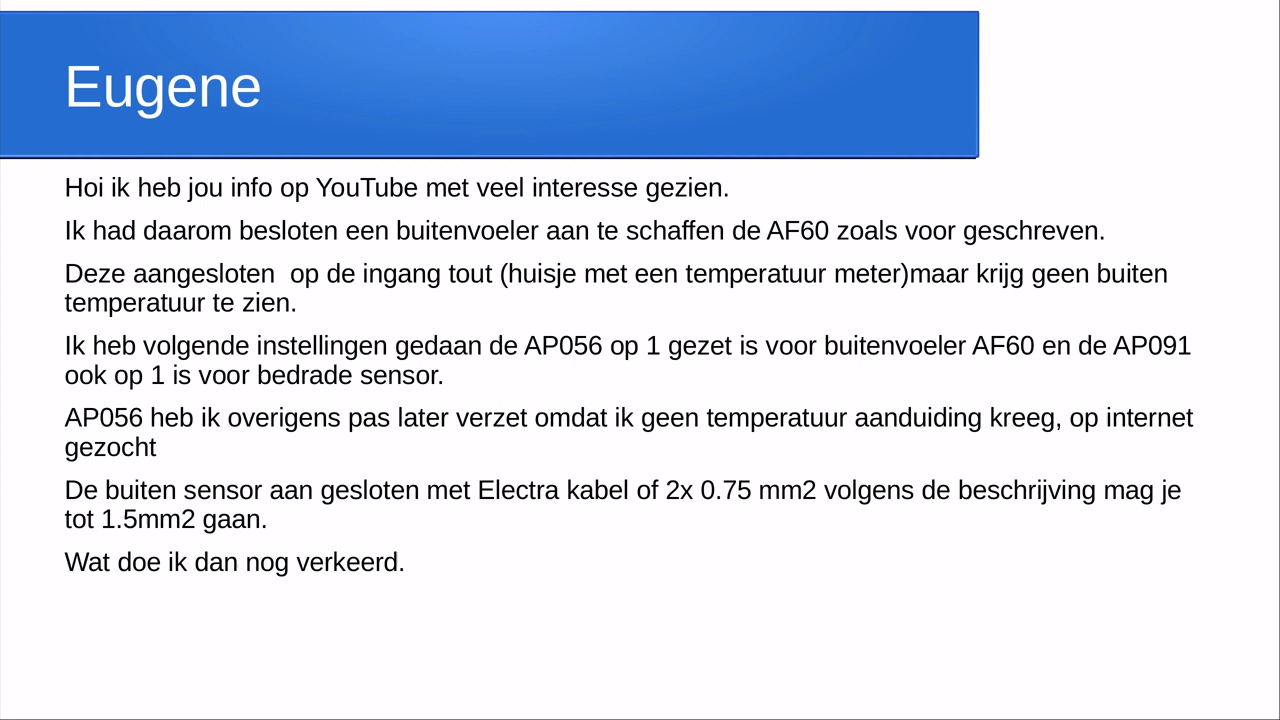 Eugene
Hoi ik heb jou info op YouTube met veel interesse gezien.
Ik had daarom besloten een buitenvoeler aan te schaffen de AF60 zoals voor geschreven.
Deze aangesloten  op de ingang tout (huisje met een temperatuur meter)maar krijg geen buiten
temperatuur te zien.
Ik heb volgende instellingen gedaan de AP056 op 1 gezet is voor buitenvoeler AF60 en de AP091
ook op 1 is voor bedrade sensor.
AP056 heb ik overigens pas later verzet omdat ik geen temperatuur aanduiding kreeg, op internet
gezocht
De buiten sensor aan gesloten met Electra kabel of 2x 0.75 mm2 volgens de beschrijving mag je
tot 1.5mm2 gaan.
Wat doe ik dan nog verkeerd.